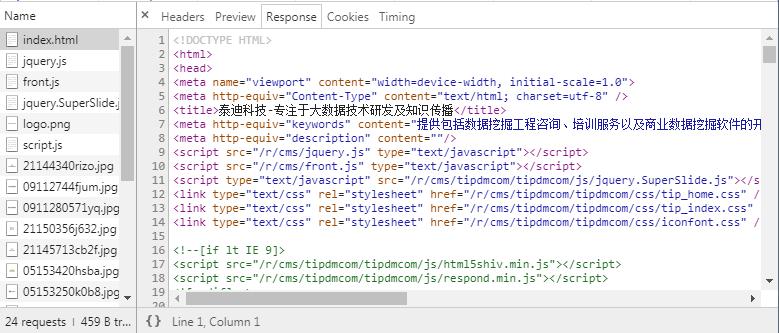 Name
index.html
jquery.js
front.js
jquery.SuperSlide.j
logo.png
script.js
21144340rizo.jpg
09112744fjum.jpg
0911280571yq.jpg
21150356j632.jpg
21145713cb2f.jpg
05153420hsba.jpg
05153250k0b8.jpg
24 requests | 459 B tr...
× Headers Preview Response Cookies Timing
1 <!DOCTYPE HTML>
2 <html>
3 <head>
4 <meta name="viewport" content="width=device-width, initial-scale=1.0">
5 <meta http-equiv="Content-Type" content="text/html; charset=utf-8" />
6 <title>泰迪科技-专注于大数据技术研发及知识传播</title>
7 <meta http-equiv="keywords" content="提供包括数据挖掘工程咨询、培训服务以及商业数据挖掘软件的开
8 <meta http-equiv="description" content=""/>
9 <script src="/r/cms/jquery.js" type="text/javascript"></script>
10 <script src="/r/cms/front.js" type="text/javascript"></script>
11 <script type="text/javascript" src="/r/cms/tipdmcom/tipdmcom/js/jquery.SuperSlide.js"></s
12 <link type="text/css" rel="stylesheet" href="/r/cms/tipdmcom/tipdmcom/css/tip_home.css" /
13 <link type="text/css" rel="stylesheet" href="/r/cms/tipdmcom/tipdmcom/css/tip_index.css"
14 <link type="text/css" rel="stylesheet" href="/r/cms/tipdmcom/tipdmcom/css/iconfont.css" /
15
16 <!--[if lt IE 9]>
17 <script src="/r/cms/tipdmcom/tipdmcom/js/html5shiv.min.js"></script>
18 <script src="/r/cms/tipdmcom/tipdmcom/js/respond.min.js"></script>
19
20
{} Line 1, Column 1